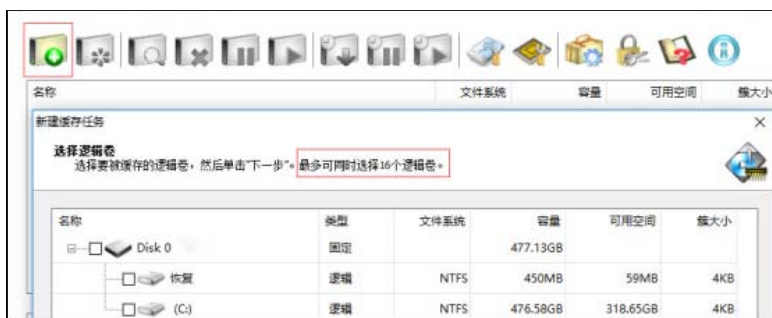 名称 文件系统 容量 可用空间 簇大小
新建缓存任务
选择逻辑卷
选择要被缓存的逻辑卷，然后单击"下一步"。最多可同时选择16个逻辑卷。
名称 类型 文件系统 容量 可用空间 簇大小
Disk 0 固定 477.13GB
恢复 逻辑 NTFS 450MB 59MB 4KB
(C:) 逻辑 NTFS 476.58GB 318.65GB 4KB